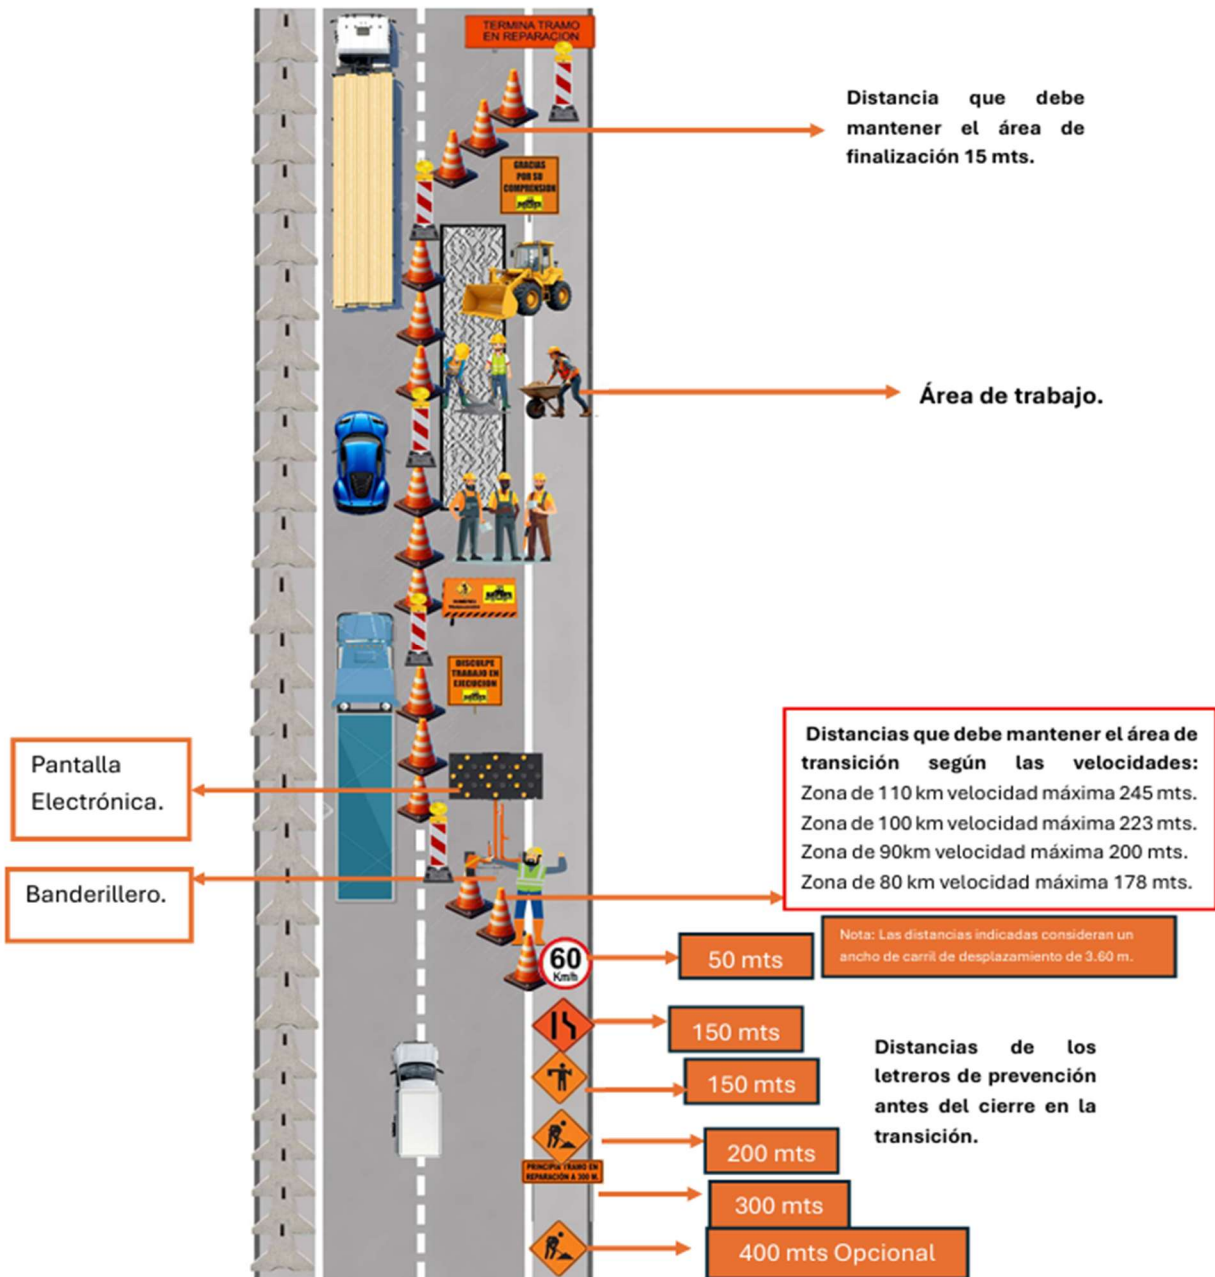 TERMINA TRAMO
EN REPARACION
Distancia que debe
mantener el área de
finalización 15 mts.
GRACIAS
POR SU
COMPRENSION
Área de trabajo.
DISCULPE
TRABAJO EN
EJECUCION
Pantalla
Electrónica.
Banderillero.
Distancias que debe mantener el área de
transición según las velocidades:
Zona de 110 km velocidad máxima 245 mts.
Zona de 100 km velocidad máxima 223 mts.
Zona de 90km velocidad máxima 200 mts.
Zona de 80 km velocidad máxima 178 mts.
Nota: Las distancias indicadas consideran un
ancho de carril de desplazamiento de 3.60 m.
60
Km/h
50 mts
150 mts
150 mts
Distancias de los
letreros de prevención
antes del cierre en la
transición.
200 mts
PRINCIPIA TRAMO EN
REPARACIÓN A 300 M.
300 mts
400 mts Opcional